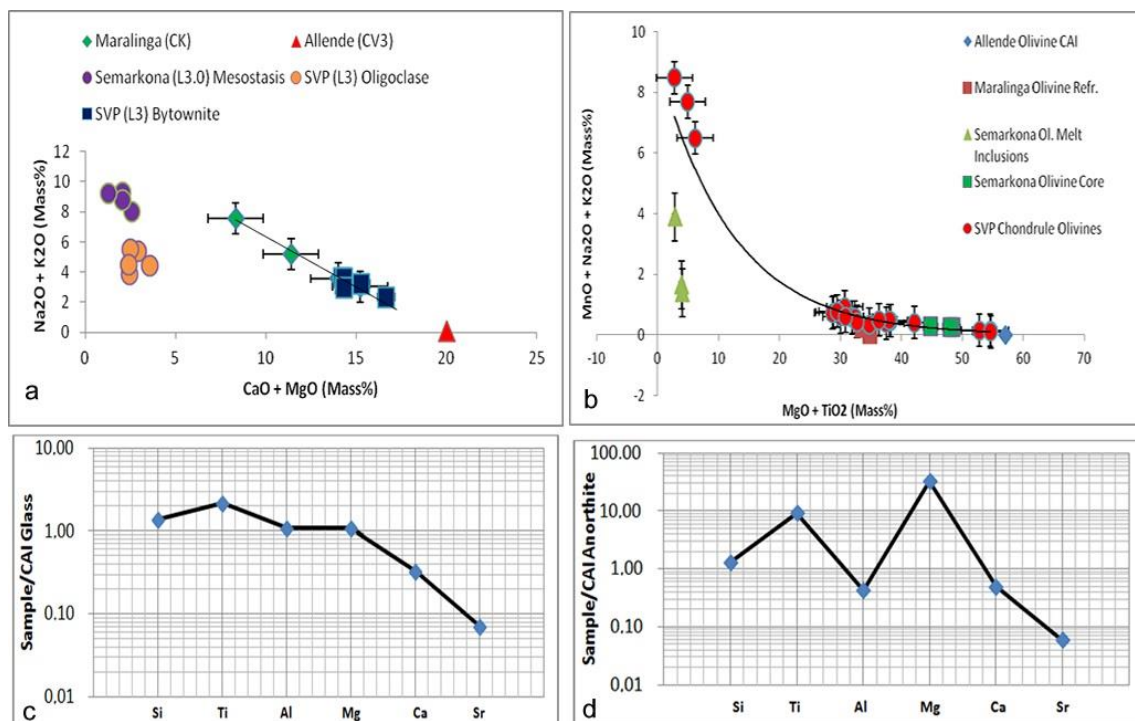 Maralinga (CK) Allende (CV3)
Semarkona (L3.0) Mesostasis SVP (L3) Oligoclase
SVP (L3) Bytownite
Na2O + K2O (Mass%)
12
10
8
6
4
2
0
0 5 10 15 20 25
CaO + MgO (Mass%)
a
MnO + Na2O + K2O (Mass%)
10
8
6
4
2
0
-2
-10 0 10 20 30 40 50 60 70
MgO + TiO2 (Mass%)
b
Allende Olivine CAI
Maralinga Olivine Refr.
Semarkona Ol. Melt
Inclusions
Semarkona Olivine Core
SVP Chondrule Olivines
Sample/CAI Glass
10.00
1.00
0.10
0.01
Si Ti Al Mg Ca Sr
c
Sample/CAI Anorthite
100.00
10.00
1.00
0.10
0.01
Si Ti Al Mg Ca Sr
d